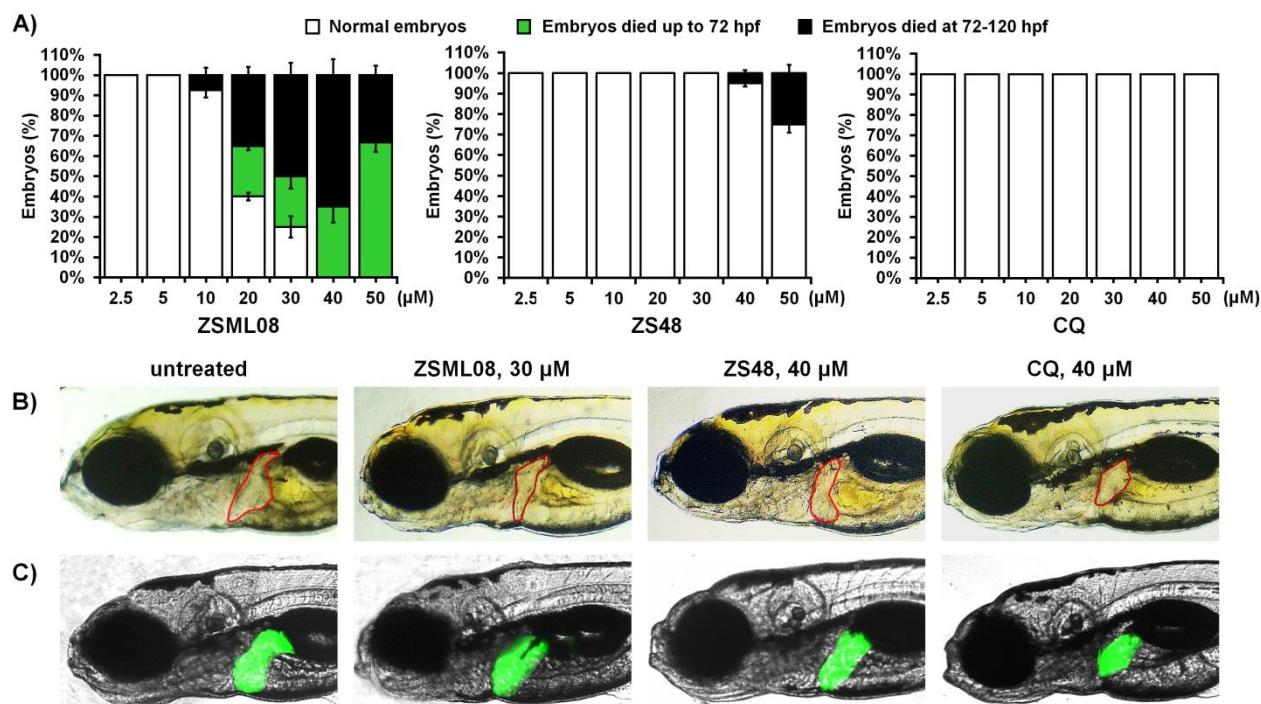 A)
Normal embryos Embryos died up to 72 hpf Embryos died at 72-120 hpf
Embryos (%)
110%
100%
90%
80%
70%
60%
50%
40%
30%
20%
10%
0%
2.5 5 10 20 30 40 50 (µM)
ZSML08
Embryos (%)
110%
100%
90%
80%
70%
60%
50%
40%
30%
20%
10%
0%
2.5 5 10 20 30 40 50 (µM)
ZS48
Embryos (%)
110%
100%
90%
80%
70%
60%
50%
40%
30%
20%
10%
0%
2.5 5 10 20 30 40 50 (µM)
CQ
untreated ZSML08, 30 µM ZS48, 40 µM CQ, 40 µM
B)
C)